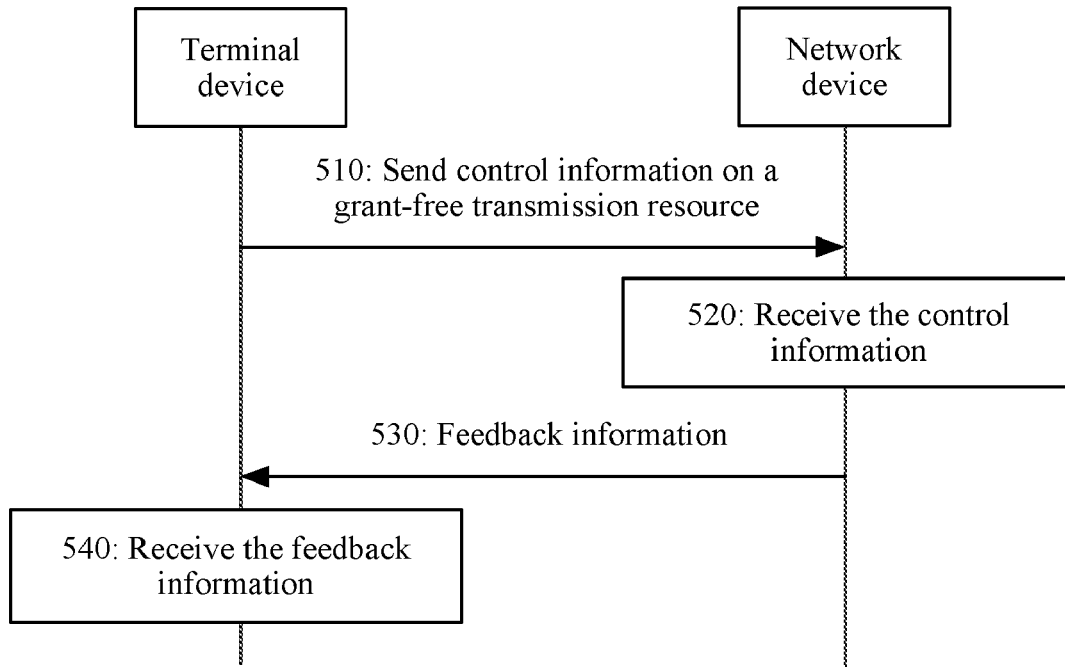 Terminal
device
Network
device
510: Send control information on a
grant-free transmission resource
520: Receive the control
information
530: Feedback information
540: Receive the feedback
information